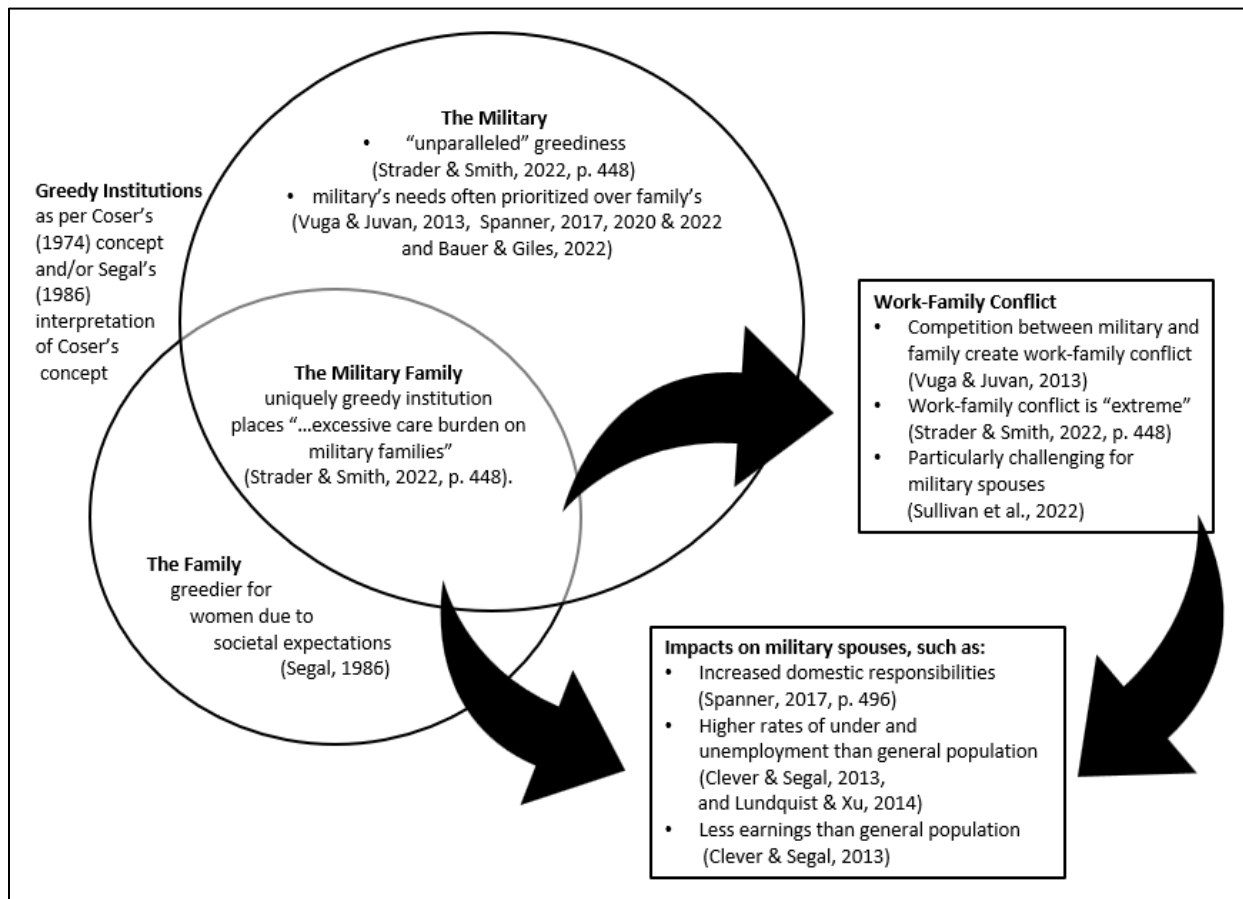 The Military
• “unparalleled” greediness
(Strader & Smith, 2022, p. 448)
• military’s needs often prioritized over family’s
(Vuga & Juvan, 2013, Spanner, 2017, 2020 & 2022
and Bauer & Giles, 2022)
Greedy Institutions
as per Coser’s
(1974) concept
and/or Segal’s
(1986)
interpretation
of Coser’s
concept
The Military Family
uniquely greedy institution
places “…excessive care burden on
military families”
(Strader & Smith, 2022, p. 448).
The Family
greedier for
women due to
societal expectations
(Segal, 1986)
Work-Family Conflict
• Competition between military and
family create work-family conflict
(Vuga & Juvan, 2013)
• Work-family conflict is “extreme”
(Strader & Smith, 2022, p. 448)
• Particularly challenging for
military spouses
(Sullivan et al., 2022)
Impacts on military spouses, such as:
• Increased domestic responsibilities
(Spanner, 2017, p. 496)
• Higher rates of under and
unemployment than general population
(Clever & Segal, 2013,
and Lundquist & Xu, 2014)
• Less earnings than general population
(Clever & Segal, 2013)